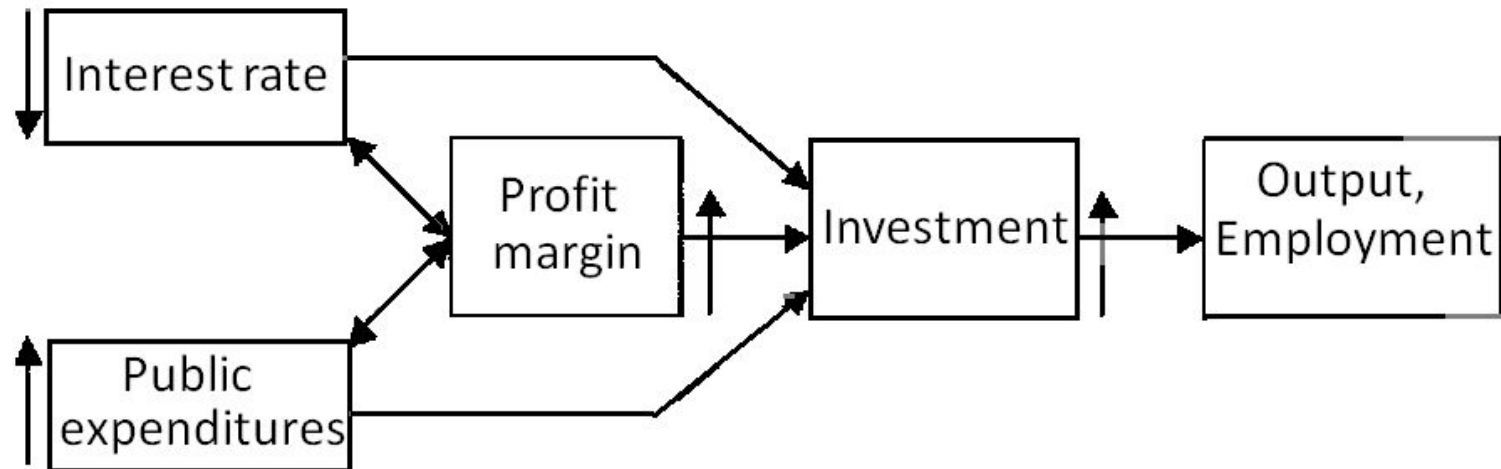 Interest rate
Profit
margin
Investment
Output,
Employment
Public
expenditures